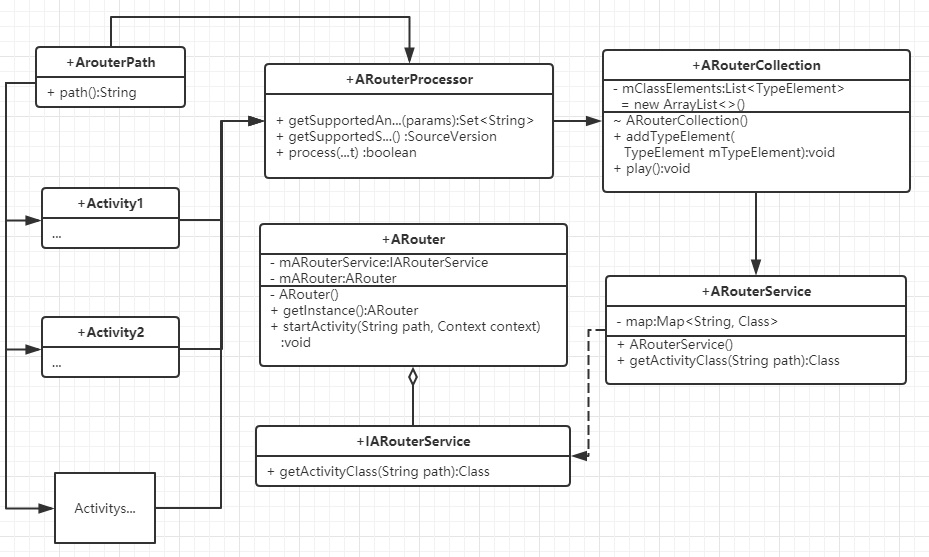 +ArouterPath
+ path():String
+Activity1
...
+Activity2
...
Activitys...
+ARouterProcessor
+ getSupportedAn...(params):Set<String>
+ getSupportedS...() :SourceVersion
+ process(...t) :boolean
+ARouterCollection
- mClassElements:List<TypeElement>
= new ArrayList<>()
~ ARouterCollection()
+ addTypeElement(
TypeElement mTypeElement):void
+ play():void
+ARouter
- mARouterService:IARouterService
- mARouter:ARouter
- ARouter()
+ getInstance():ARouter
+ startActivity(String path, Context context)
:void
+ARouterService
- map:Map<String, Class>
+ ARouterService()
+ getActivityClass(String path):Class
+IARouterService
+ getActivityClass(String path):Class